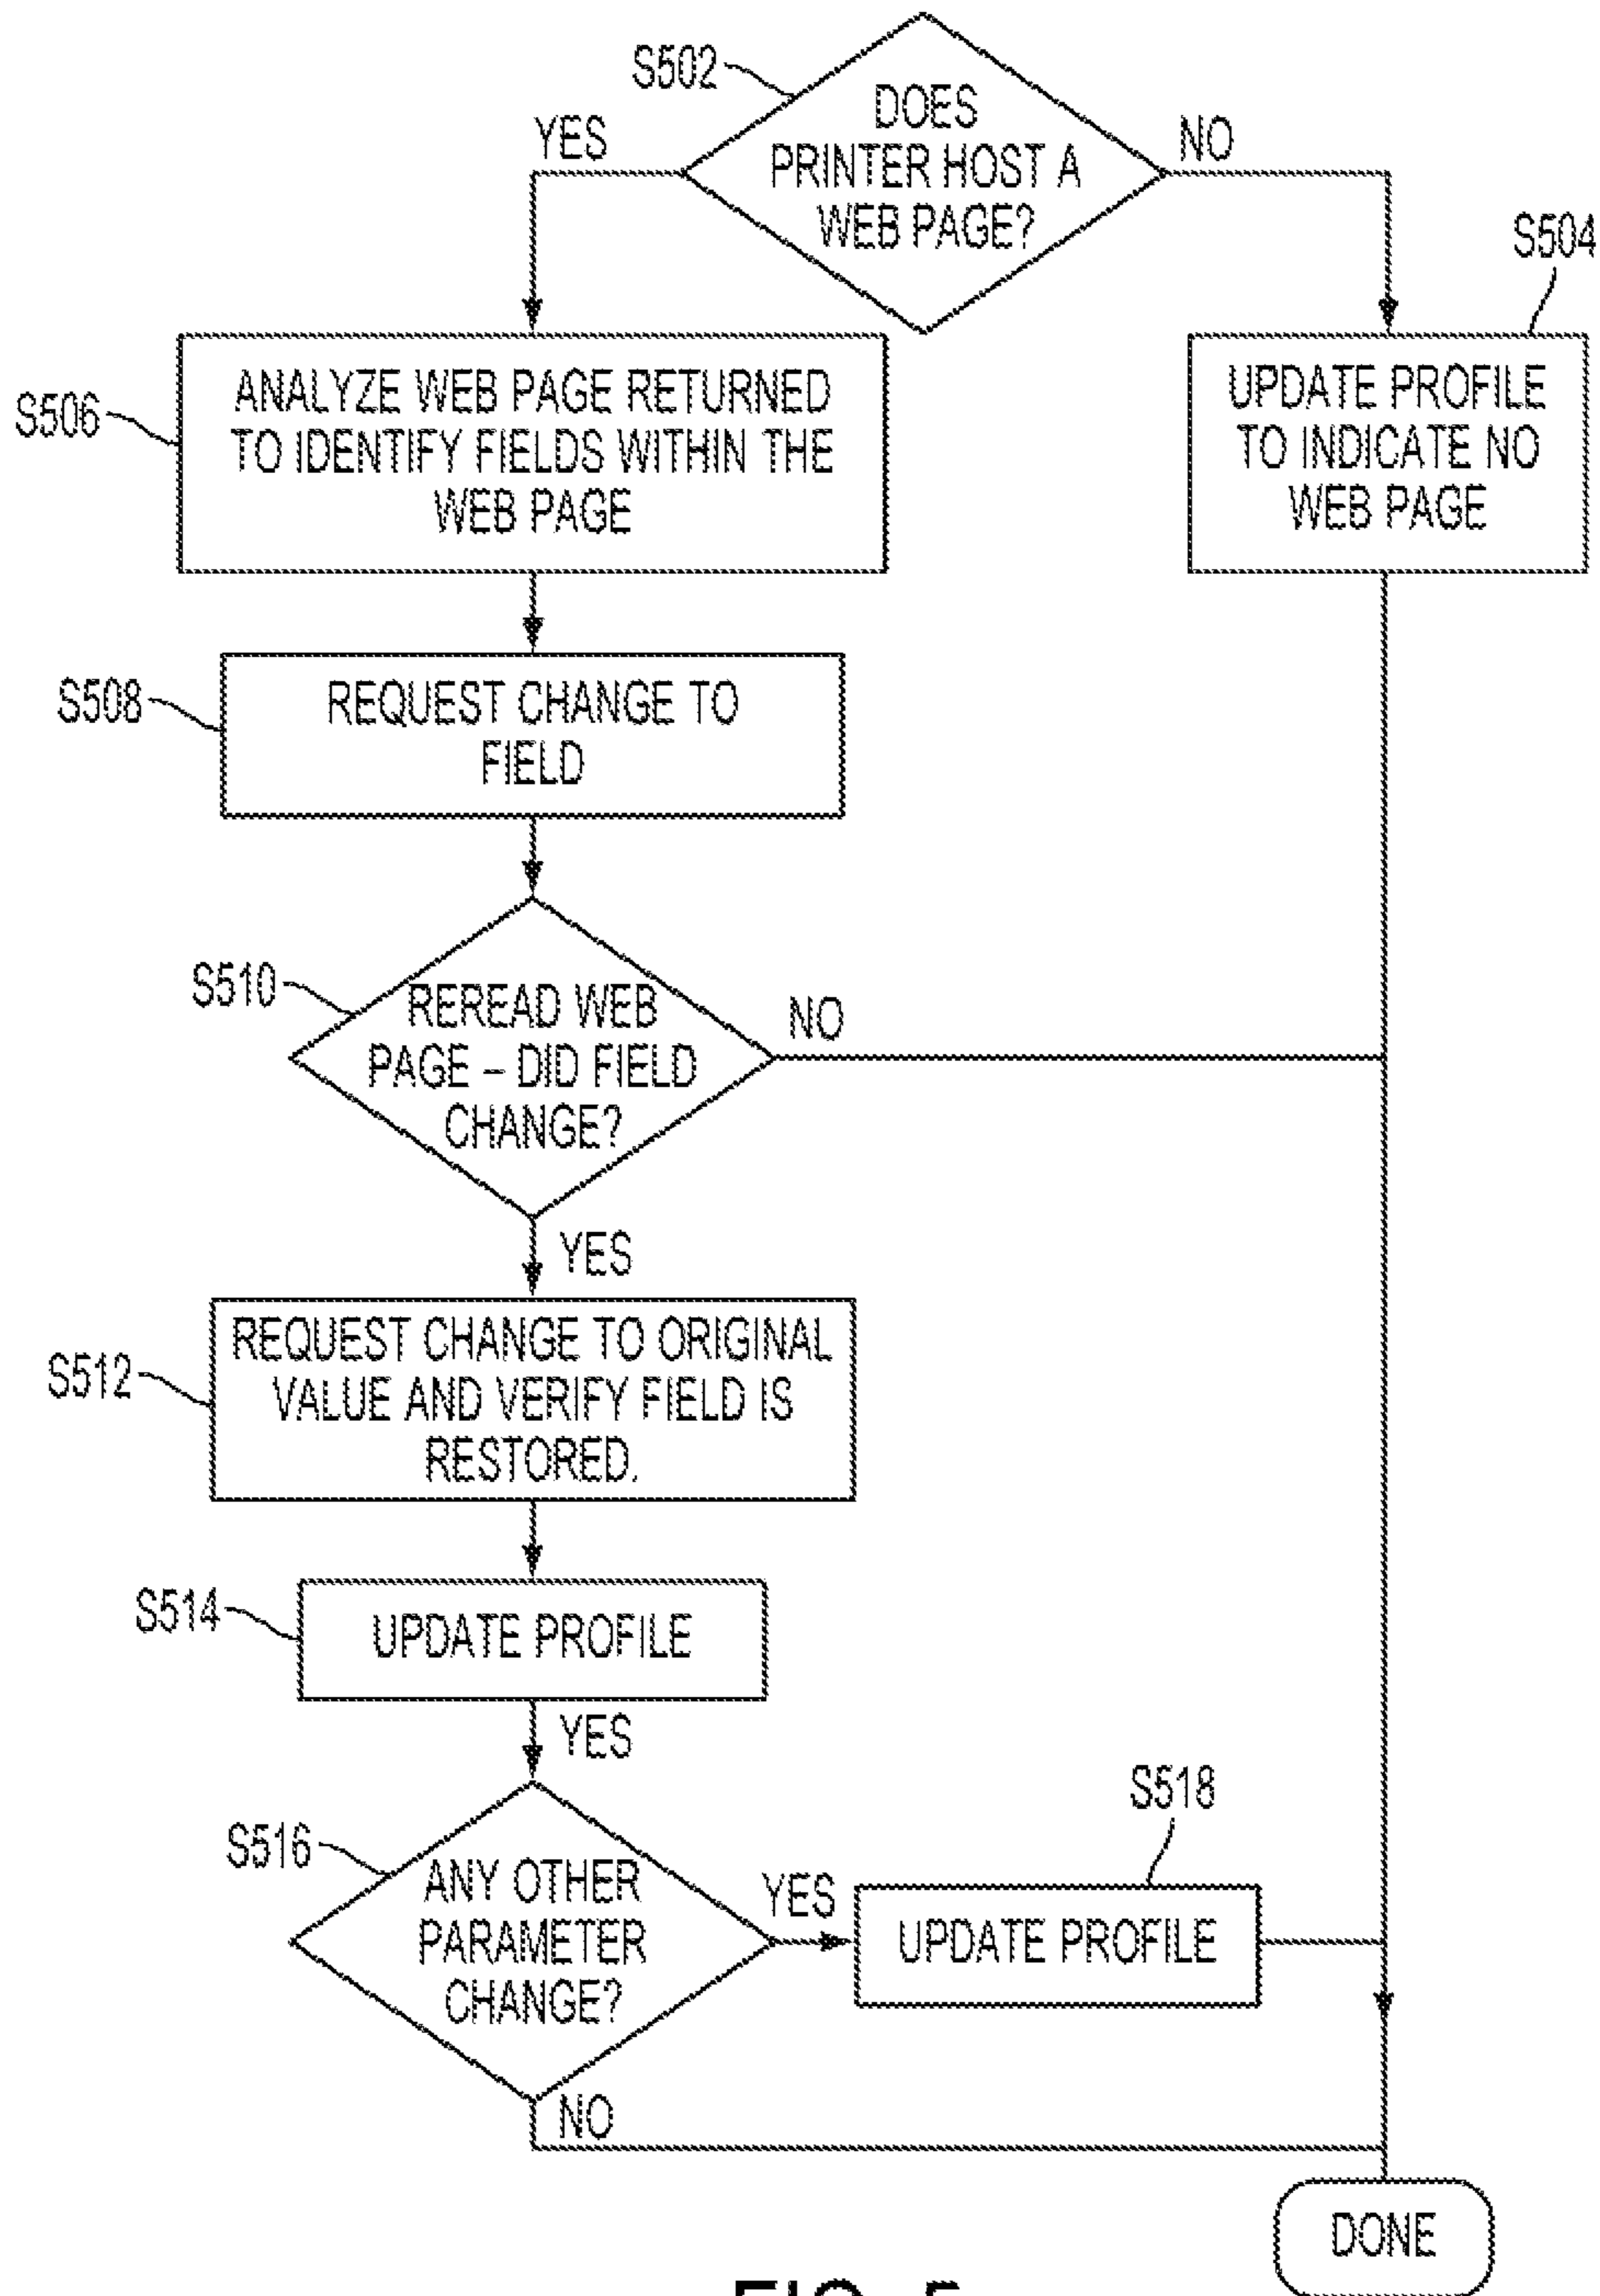 S502
DOES
PRINTER HOST A
WEB PAGE?
YES
NO
S504
UPDATE PROFILE
TO INDICATE NO
WEB PAGE
S506
ANALYZE WEB PAGE RETURNED
TO IDENTIFY FIELDS WITHIN THE
WEB PAGE
S508
REQUEST CHANGE TO
FIELD
S510
REREAD WEB
PAGE – DID FIELD
CHANGE?
NO
YES
S512
REQUEST CHANGE TO ORIGINAL
VALUE AND VERIFY FIELD IS
RESTORED.
S514
UPDATE PROFILE
YES
S516
ANY OTHER
PARAMETER
CHANGE?
YES
S518
UPDATE PROFILE
NO
DONE
FIG. 5